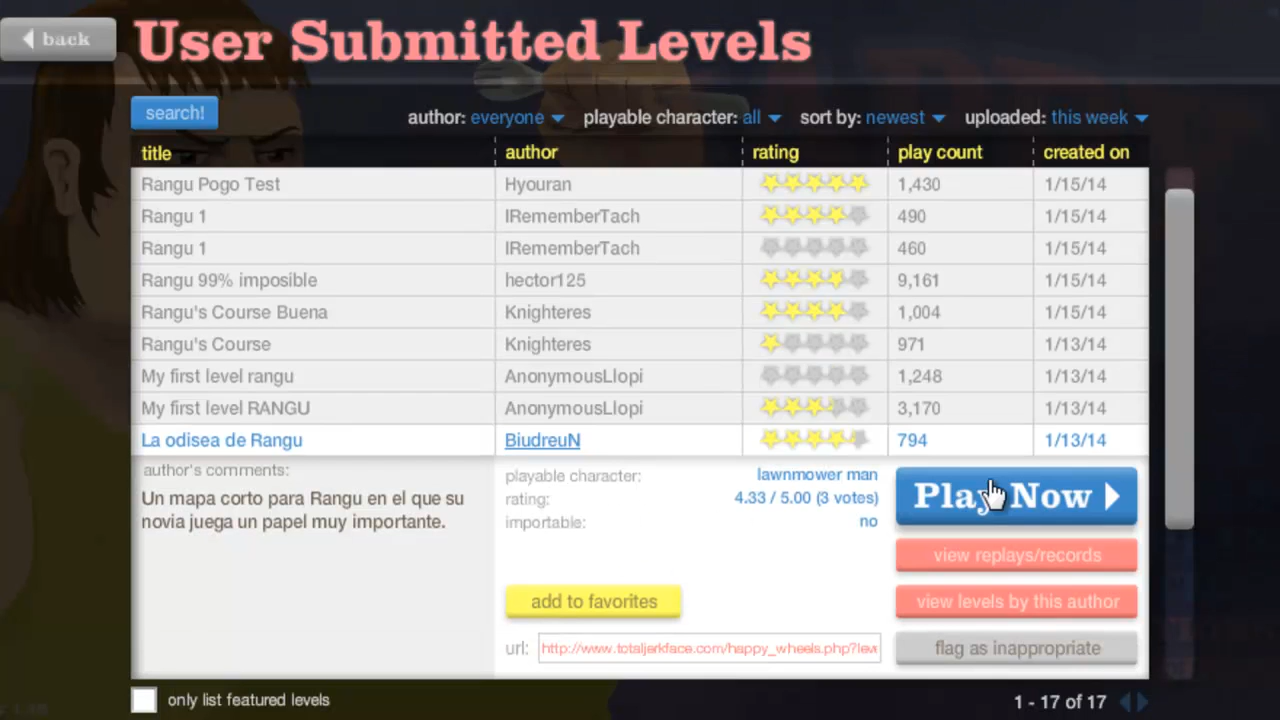 back
User Submitted Levels
search!
author: everyone playable character: all sort by: newest uploaded: this week
title author rating play count created on
Rangu Pogo Test Hyouran 1,430 1/15/14
Rangu 1 IRememberTach 490 1/15/14
Rangu 1 IRememberTach 460 1/15/14
Rangu 99% imposible hector125 9,161 1/15/14
Rangu's Course Buena Knighteres 1,004 1/15/14
Rangu's Course Knighteres 971 1/13/14
My first level rangu AnonymousLlopi 1,248 1/13/14
My first level RANGU AnonymousLlopi 3,170 1/13/14
La odisea de Rangu BiudreuN 794 1/13/14
author's comments:
Un mapa corto para Rangu en el que su
novia juega un papel muy importante.
playable character: lawnmower man
rating: 4.33 / 5.00 (3 votes)
importable: no
add to favorites
url: http://www.totaljerkface.com/happy_wheels.php?lev
Play Now
view replays/records
view levels by this author
flag as inappropriate
only list featured levels
1 - 17 of 17